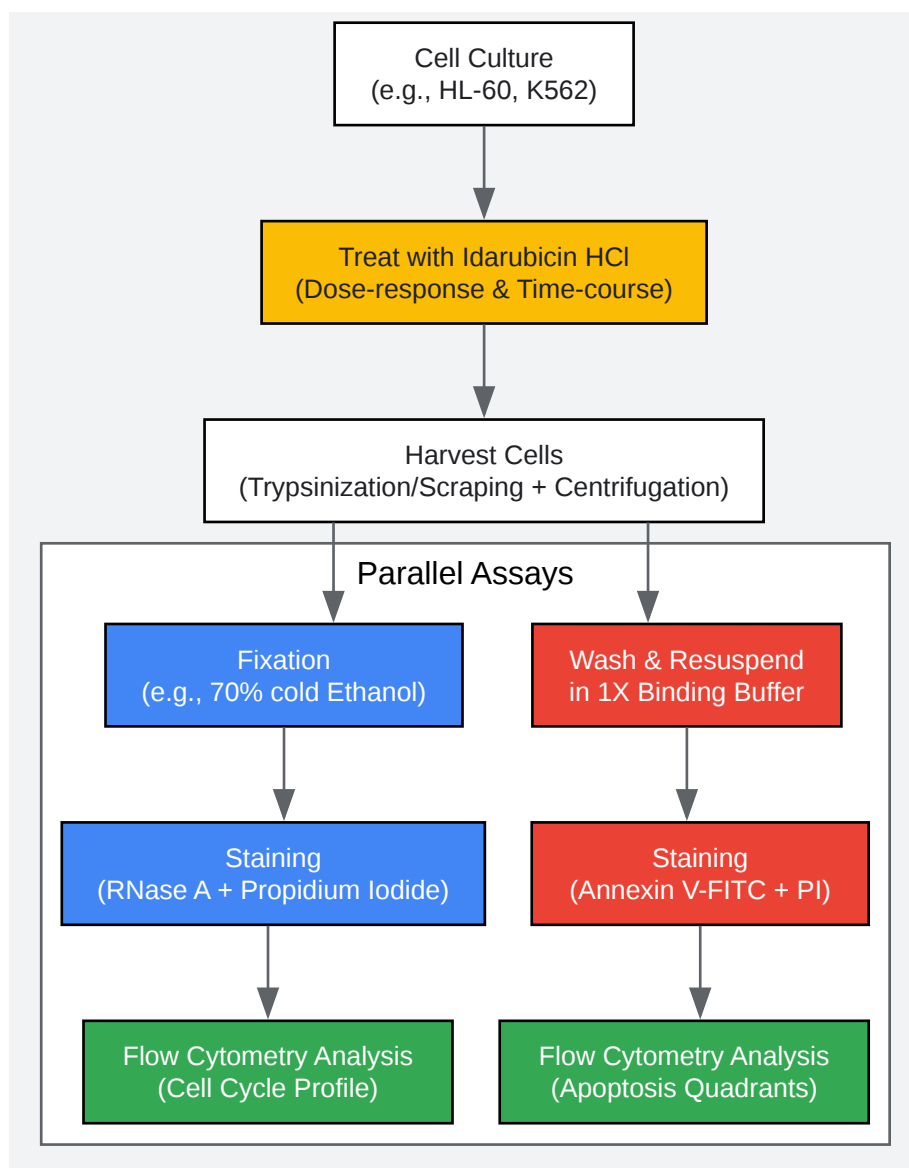 Cell Culture
(e.g., HL-60, K562)
Treat with Idarubicin HCl
(Dose-response & Time-course)
Harvest Cells
(Trypsinization/Scraping + Centrifugation)
Parallel Assays
Fixation
(e.g., 70% cold Ethanol)
Wash & Resuspend
in 1X Binding Buffer
Staining
(RNase A + Propidium Iodide)
Staining
(Annexin V-FITC + PI)
Flow Cytometry Analysis
(Cell Cycle Profile)
Flow Cytometry Analysis
(Apoptosis Quadrants)